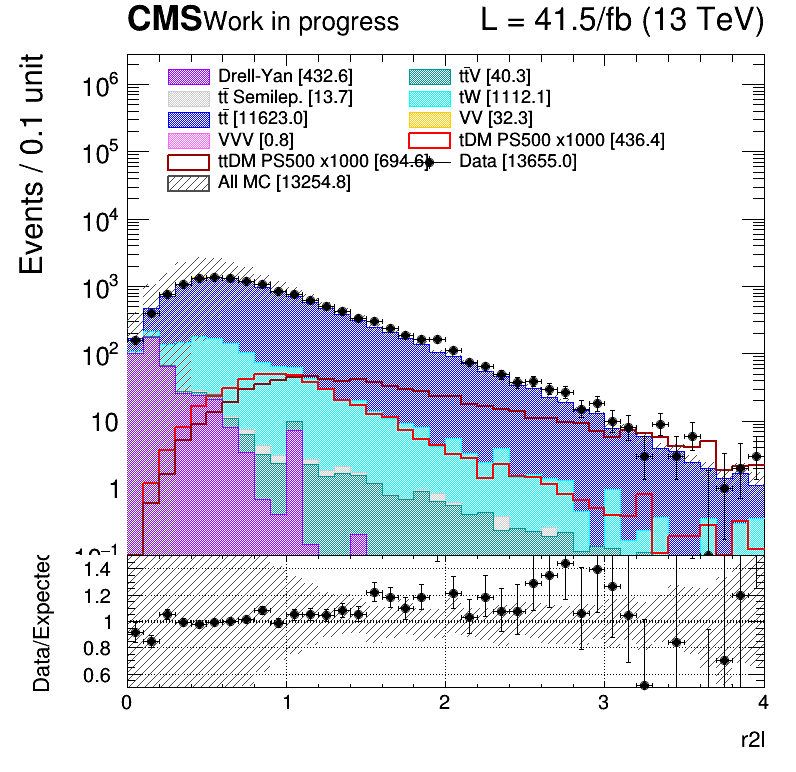 CMS Work in progress L = 41.5/fb (13 TeV)
Events / 0.1 unit
10⁶
10⁵
10⁴
10³
10²
10
1
10⁻¹
Drell-Yan [432.6] tt̄V [40.3]
tt̄ Semilep. [13.7] tW [1112.1]
tt̄ [11623.0] VV [32.3]
VVV [0.8] tDM PS500 x1000 [436.4]
ttDM PS500 x1000 [694.6] Data [13655.0]
All MC [13254.8]
Data/Expected
1.4
1.2
1
0.8
0.6
0 1 2 3 4
r2l